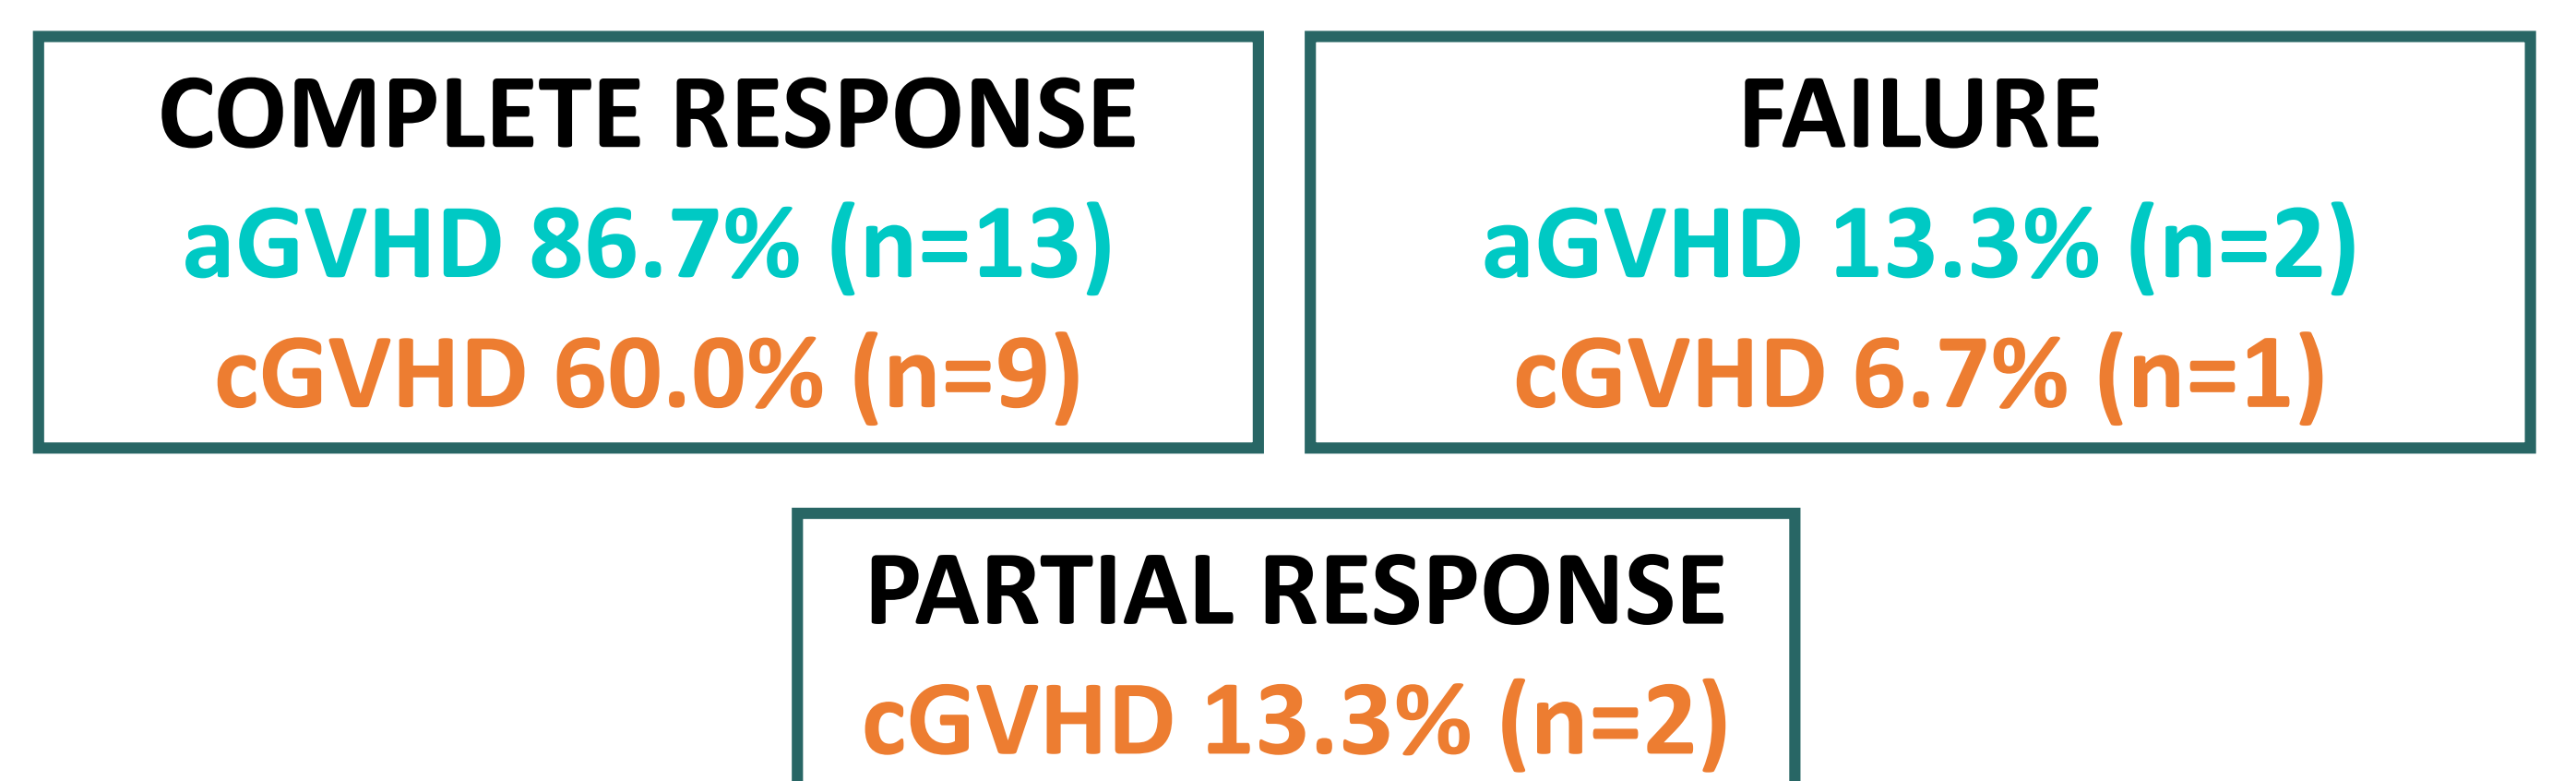 COMPLETE RESPONSE
aGVHD 86.7% (n=13)
cGVHD 60.0% (n=9)
FAILURE
aGVHD 13.3% (n=2)
cGVHD 6.7% (n=1)
PARTIAL RESPONSE
cGVHD 13.3% (n=2)